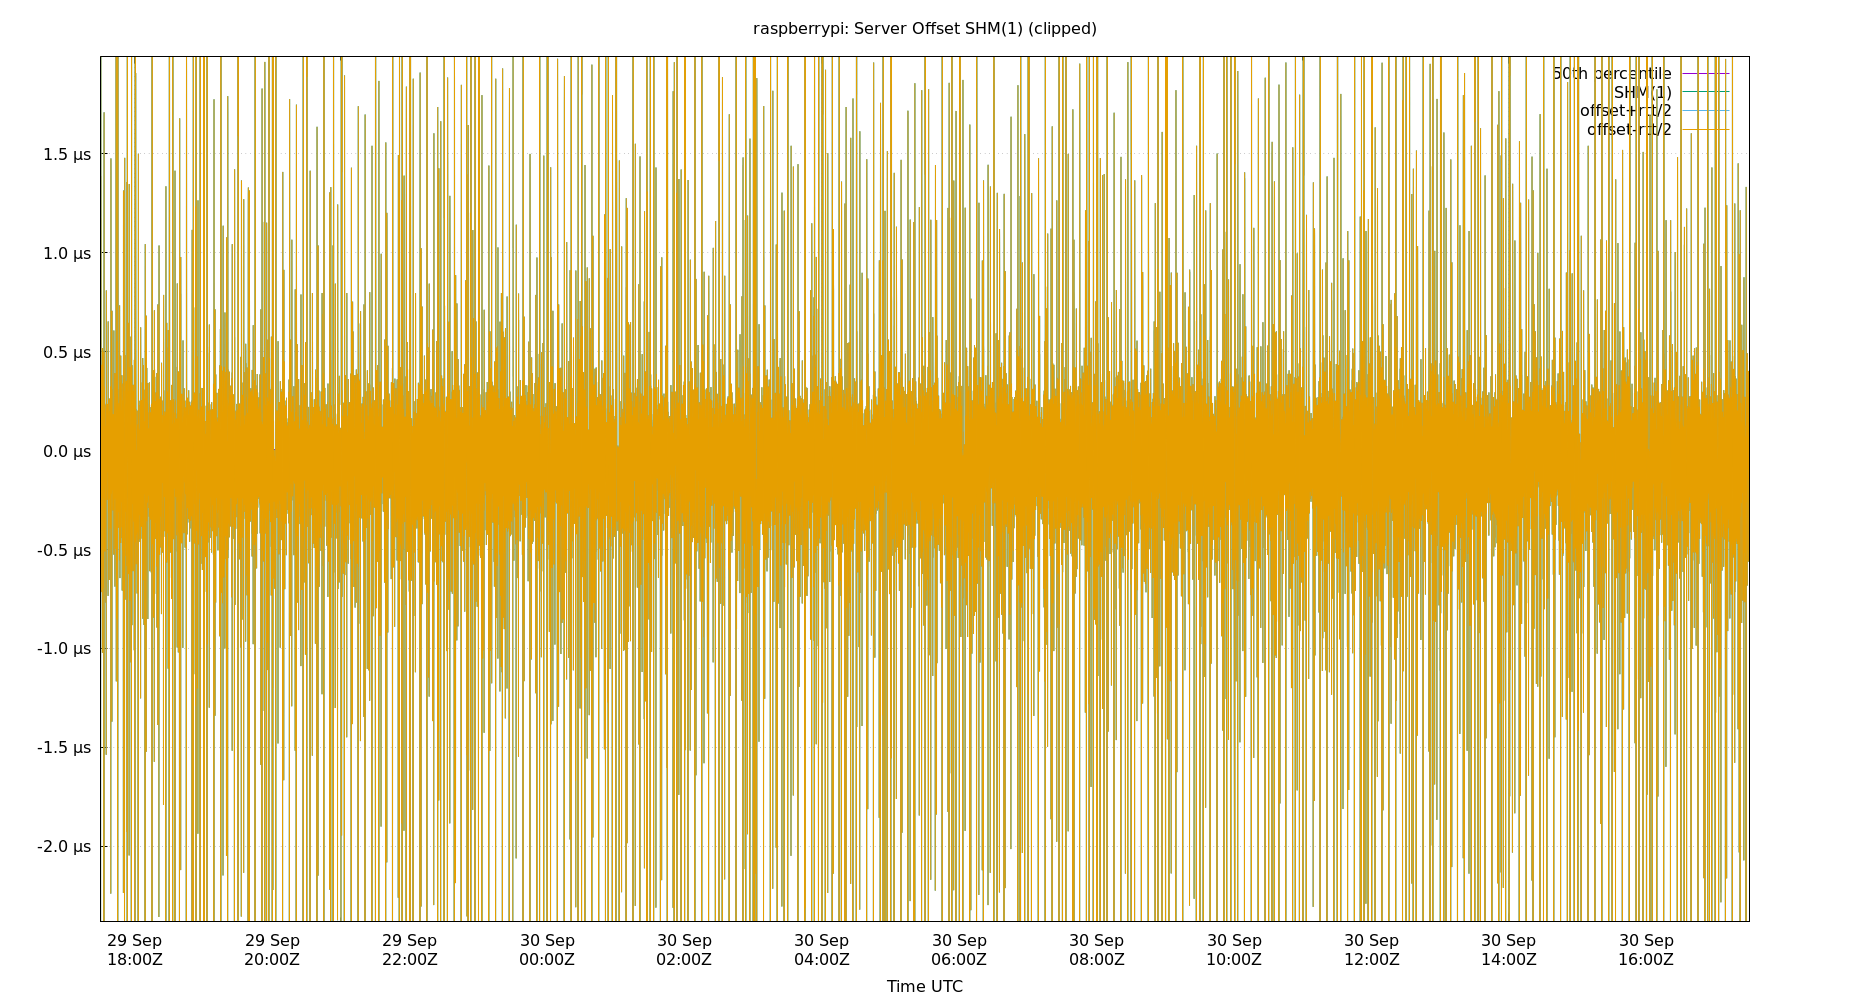 raspberrypi: Server Offset SHM(1) (clipped)
50th percentile
SHM(1)
offset+rtt/2
offset-rtt/2
1.5 µs
1.0 µs
0.5 µs
0.0 µs
-0.5 µs
-1.0 µs
-1.5 µs
-2.0 µs
29 Sep 29 Sep 29 Sep 30 Sep 30 Sep 30 Sep 30 Sep 30 Sep 30 Sep 30 Sep 30 Sep 30 Sep
18:00Z 20:00Z 22:00Z 00:00Z 02:00Z 04:00Z 06:00Z 08:00Z 10:00Z 12:00Z 14:00Z 16:00Z
Time UTC